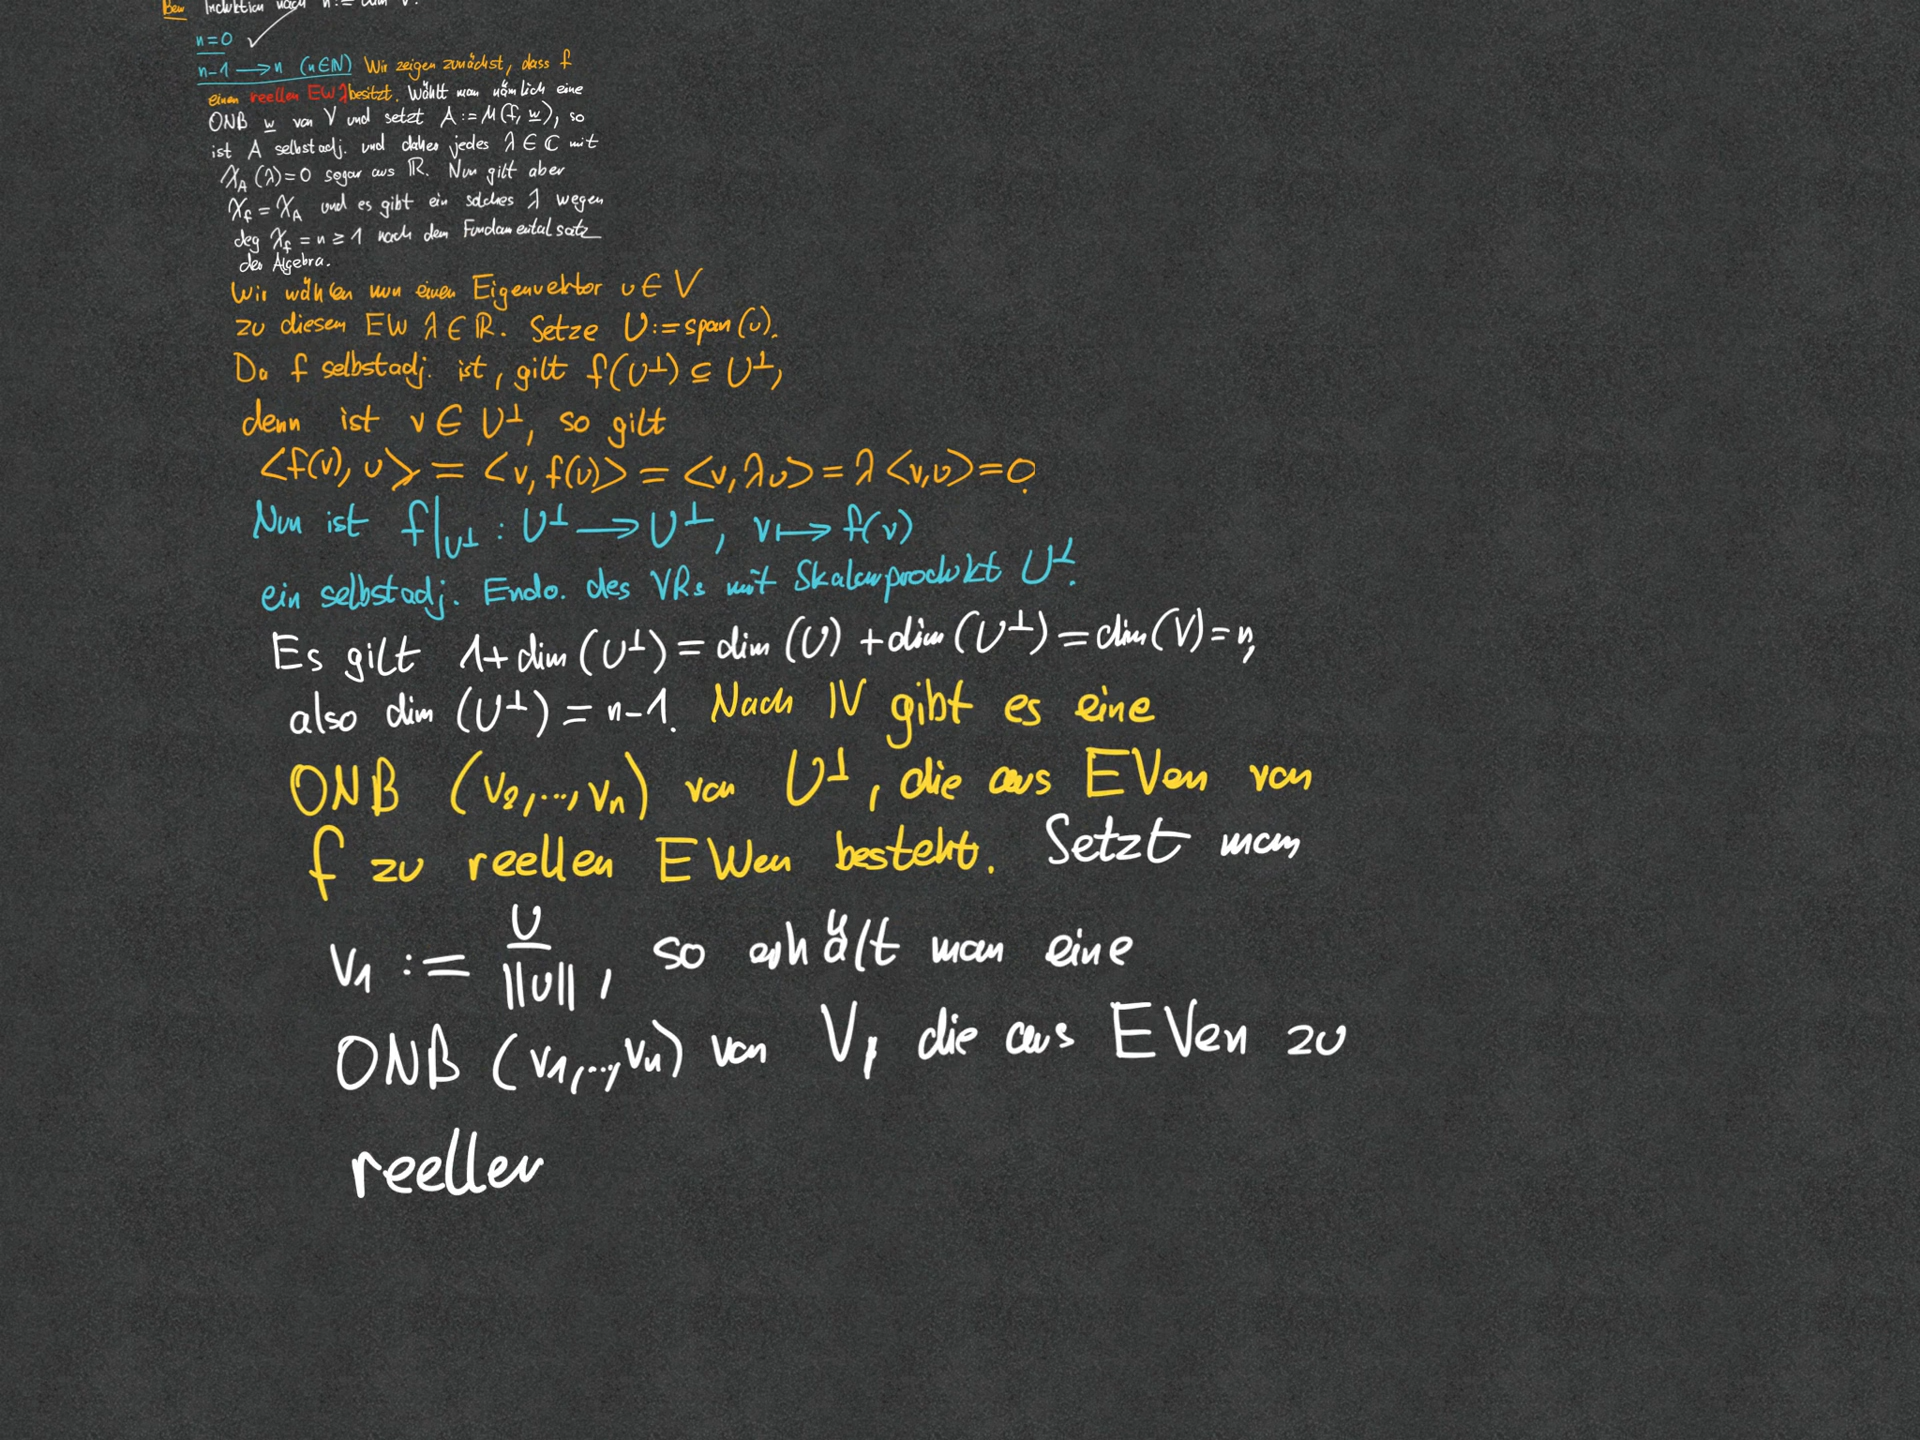 Bew Induktion nach n := dim V.
n=0 ✓
n-1 → n (n∈ℕ) Wir zeigen zunächst, dass f
einen reellen EW λ besitzt. Wählt man nämlich eine
ONB w von V und setzt A := M(f, w), so
ist A selbstadj. und daher jedes λ ∈ ℂ mit
χ_A (λ)=0 sogar aus ℝ. Nun gilt aber
χ_f = χ_A und es gibt ein solches λ wegen
deg χ_f = n ≥ 1 nach dem Fundamentalsatz
der Algebra.
Wir wählen nun einen Eigenvektor u ∈ V
zu diesem EW λ ∈ ℝ. Setze U := span(u).
Da f selbstadj. ist, gilt f(U⊥) ⊆ U⊥,
denn ist v ∈ U⊥, so gilt
<f(v), u> = <v, f(u)> = <v, λu> = λ <v,u> = 0.
Nun ist f|_U⊥ : U⊥ → U⊥, v ↦ f(v)
ein selbstadj. Endo. des VRs mit Skalarprodukt U⊥.
Es gilt 1+dim(U⊥) = dim(U) + dim(U⊥) = dim(V) = n,
also dim(U⊥) = n-1. Nach IV gibt es eine
ONB (v₂,...,vₙ) von U⊥, die aus EVen von
f zu reellen EWen besteht. Setzt man
v₁ := u/||u||, so erhält man eine
ONB (v₁,...,vₙ) von V, die aus EVen zu
reellen